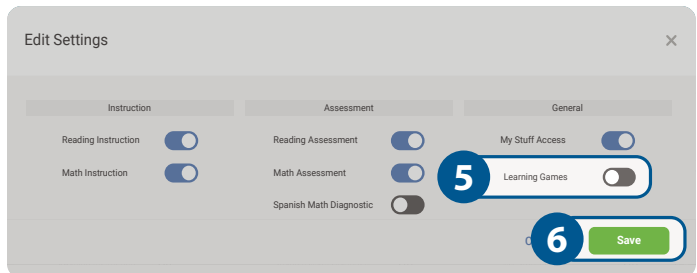 Edit Settings
Instruction
Assessment
General
Reading Instruction
Reading Assessment
My Stuff Access
Math Instruction
Math Assessment
5
Learning Games
Spanish Math Diagnostic
6
Save